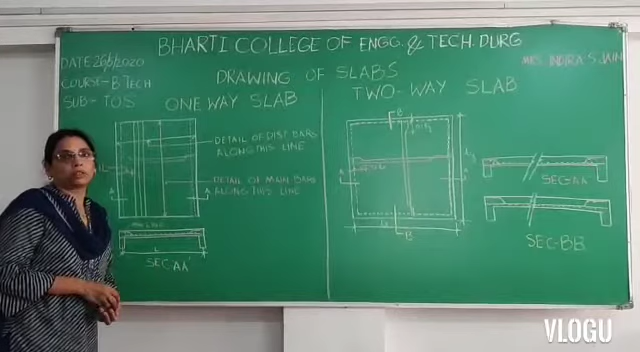 BHARTI COLLEGE OF ENGG. & TECH. DURG
DATE 26/5/2020
COURSE-B.TECH
SUB- TOS
MRS INDIRA S JAIN
DRAWING OF SLABS
ONE WAY SLAB
TWO-WAY SLAB
DETAIL OF DIST BARS
ALONG THIS LINE
DETAIL OF MAIN BARS
ALONG THIS LINE
A
A
SEC'AA'
B
A
A
B
SEC-AA
SEC-BB
VLOGU